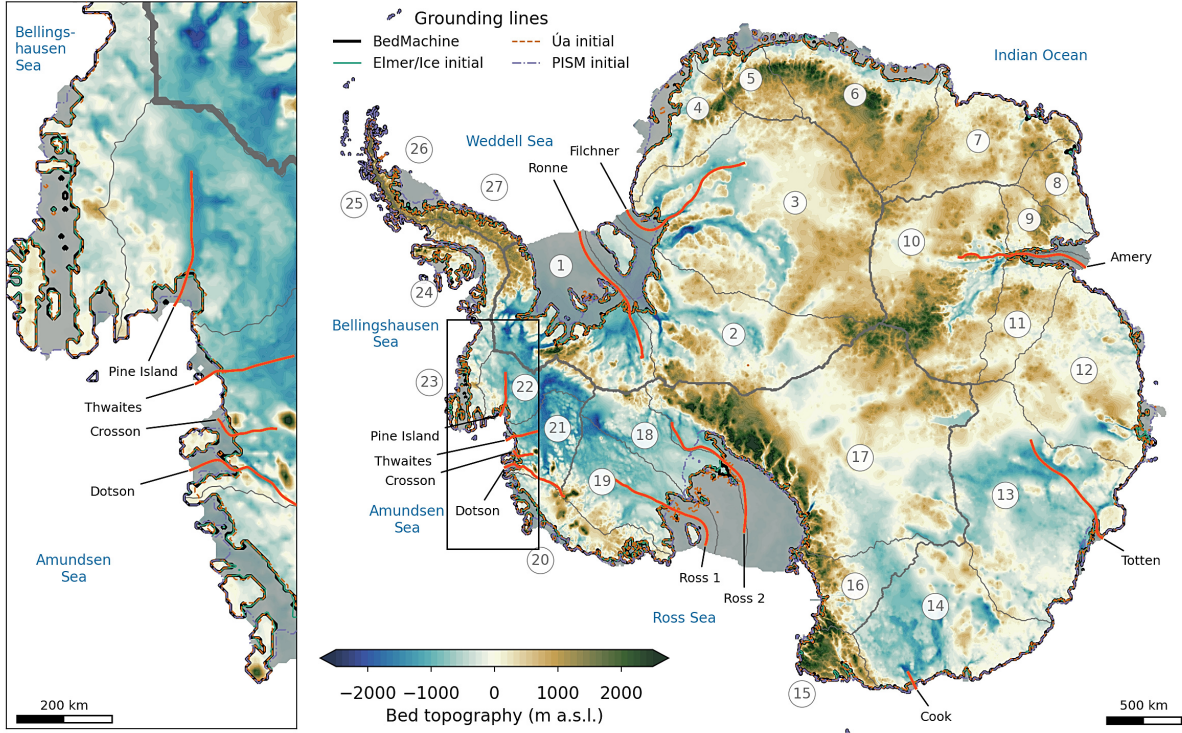 Bellings-
hausen
Sea
Pine Island
Thwaites
Crosson
Dotson
Amundsen
Sea
200 km
Grounding lines
BedMachine
Elmer/Ice initial
Úa initial
PISM initial
Indian Ocean
Weddell Sea
Filchner
Ronne
Amery
Bellingshausen
Sea
Pine Island
Thwaites
Crosson
Dotson
Amundsen
Sea
Ross 1
Ross 2
Ross Sea
Totten
Cook
1
2
3
4
5
6
7
8
9
10
11
12
13
14
15
16
17
18
19
20
21
22
23
24
25
26
27
−2000 −1000 0 1000 2000
Bed topography (m a.s.l.)
500 km